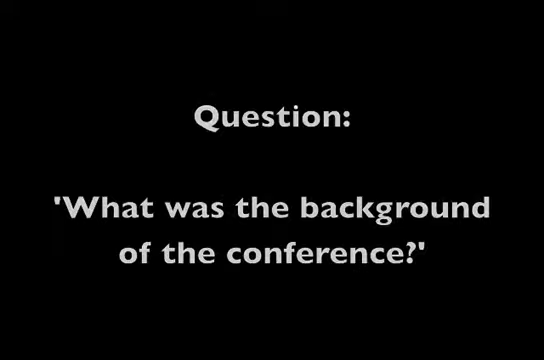 Question:
'What was the background
of the conference?'